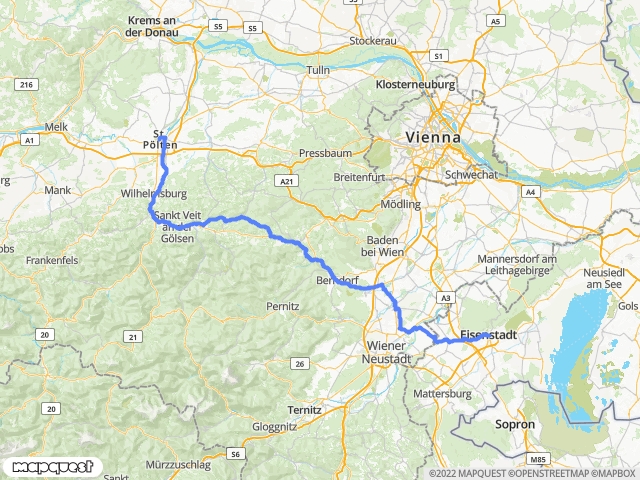 Krems an
der Donau
S5
S5
Stockerau
A5
S1
Tulln
Klosterneuburg
216
Melk
A1
St.
Pölten
Pressbaum
Vienna
A21
Breitenfurt
Schwechat
A4
Mank
Wilhelmsburg
Mödling
Sankt Veit
an der
Gölsen
Baden
bei Wien
Mannersdorf am
Leithagebirge
Neusiedl
am See
Frankenfels
Berndorf
A3
Gols
Pernitz
20
21
Eisenstadt
Wiener
Neustadt
26
Mattersburg
20
Ternitz
Gloggnitz
Sopron
S6
M85
Mürzzuschlag
Sankt
mapquest
©2022 MAPQUEST ©OPENSTREETMAP ©MAPBOX